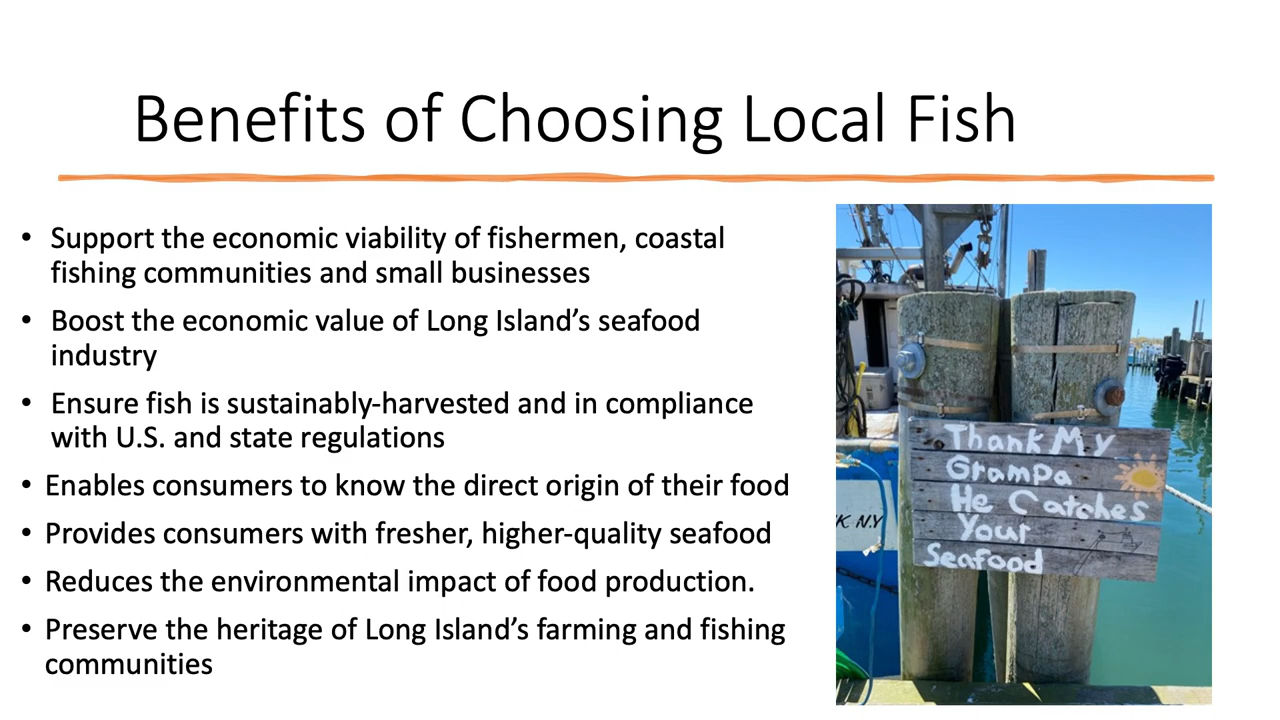 Benefits of Choosing Local Fish
• Support the economic viability of fishermen, coastal
fishing communities and small businesses
• Boost the economic value of Long Island’s seafood
industry
• Ensure fish is sustainably-harvested and in compliance
with U.S. and state regulations
• Enables consumers to know the direct origin of their food
• Provides consumers with fresher, higher-quality seafood
• Reduces the environmental impact of food production.
• Preserve the heritage of Long Island’s farming and fishing
communities
Thank My
Grampa
He Catches
Your
Seafood
K. N.Y